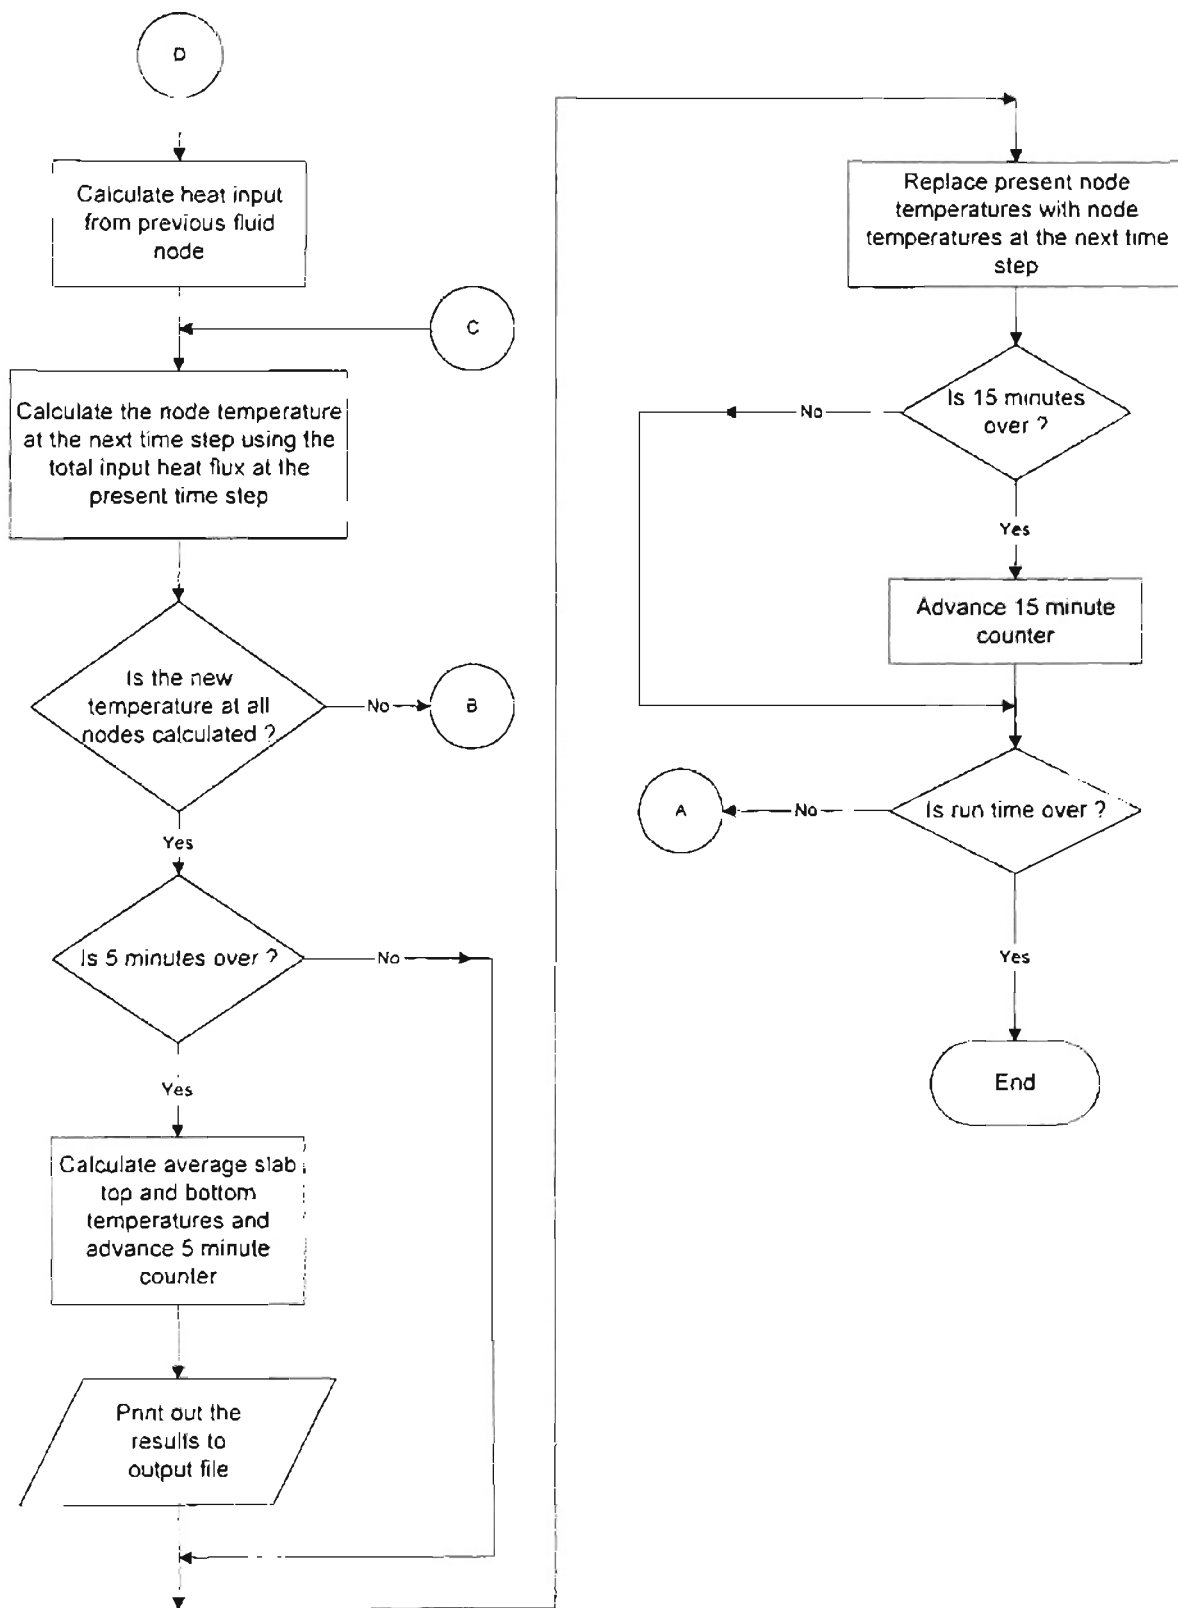 D
Calculate heat input
from previous fluid
node
C
Calculate the node temperature
at the next time step using the
total input heat flux at the
present time step
Is the new
temperature at all
nodes calculated ?
No
B
Yes
Is 5 minutes over ?
No
Yes
Calculate average slab
top and bottom
temperatures and
advance 5 minute
counter
Print out the
results to
output file
Replace present node
temperatures with node
temperatures at the next time
step
Is 15 minutes
over ?
No
Yes
Advance 15 minute
counter
Is run time over ?
No
A
Yes
End